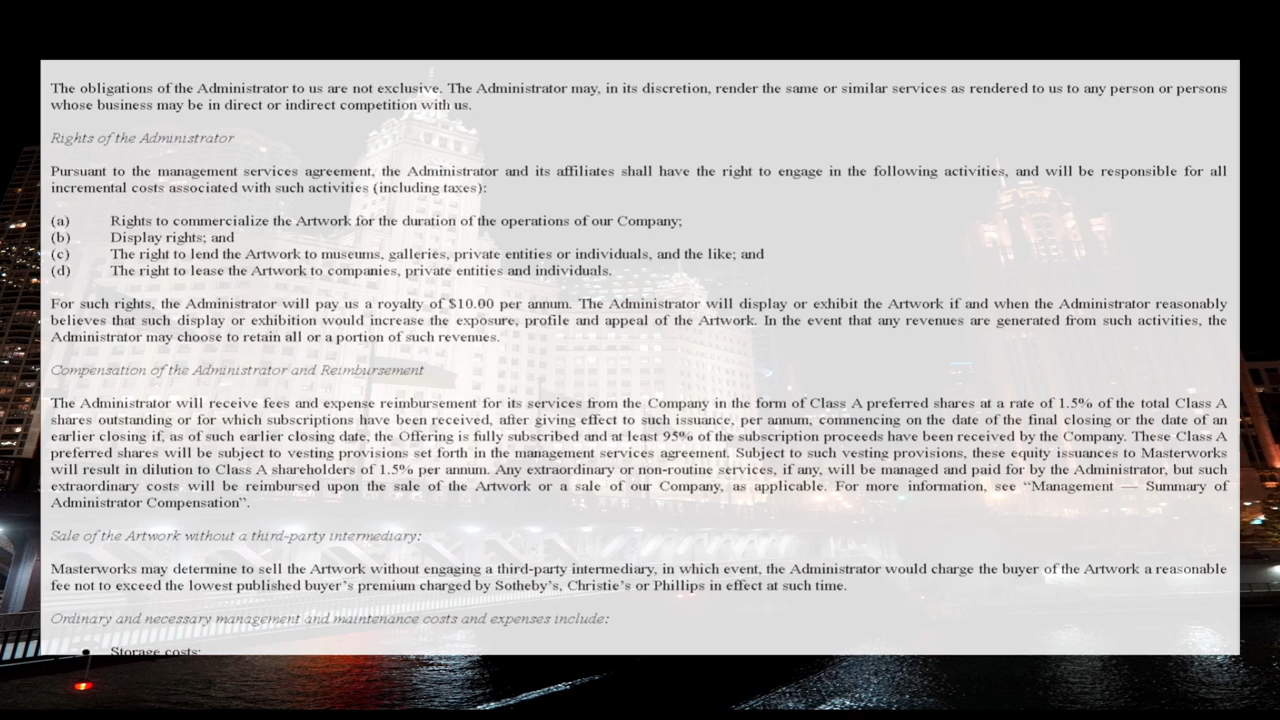 The obligations of the Administrator to us are not exclusive. The Administrator may, in its discretion, render the same or similar services as rendered to us to any person or persons
whose business may be in direct or indirect competition with us.
Rights of the Administrator
Pursuant to the management services agreement, the Administrator and its affiliates shall have the right to engage in the following activities, and will be responsible for all
incremental costs associated with such activities (including taxes):
(a) Rights to commercialize the Artwork for the duration of the operations of our Company;
(b) Display rights; and
(c) The right to lend the Artwork to museums, galleries, private entities or individuals, and the like; and
(d) The right to lease the Artwork to companies, private entities and individuals.
For such rights, the Administrator will pay us a royalty of $10.00 per annum. The Administrator will display or exhibit the Artwork if and when the Administrator reasonably
believes that such display or exhibition would increase the exposure, profile and appeal of the Artwork. In the event that any revenues are generated from such activities, the
Administrator may choose to retain all or a portion of such revenues.
Compensation of the Administrator and Reimbursement
The Administrator will receive fees and expense reimbursement for its services from the Company in the form of Class A preferred shares at a rate of 1.5% of the total Class A
shares outstanding or for which subscriptions have been received, after giving effect to such issuance, per annum, commencing on the date of the final closing or the date of an
earlier closing if, as of such earlier closing date, the Offering is fully subscribed and at least 95% of the subscription proceeds have been received by the Company. These Class A
preferred shares will be subject to vesting provisions set forth in the management services agreement. Subject to such vesting provisions, these equity issuances to Masterworks
will result in dilution to Class A shareholders of 1.5% per annum. Any extraordinary or non-routine services, if any, will be managed and paid for by the Administrator, but such
extraordinary costs will be reimbursed upon the sale of the Artwork or a sale of our Company, as applicable. For more information, see “Management — Summary of
Administrator Compensation”.
Sale of the Artwork without a third-party intermediary:
Masterworks may determine to sell the Artwork without engaging a third-party intermediary, in which event, the Administrator would charge the buyer of the Artwork a reasonable
fee not to exceed the lowest published buyer’s premium charged by Sotheby’s, Christie’s or Phillips in effect at such time.
Ordinary and necessary management and maintenance costs and expenses include:
• Storage costs;